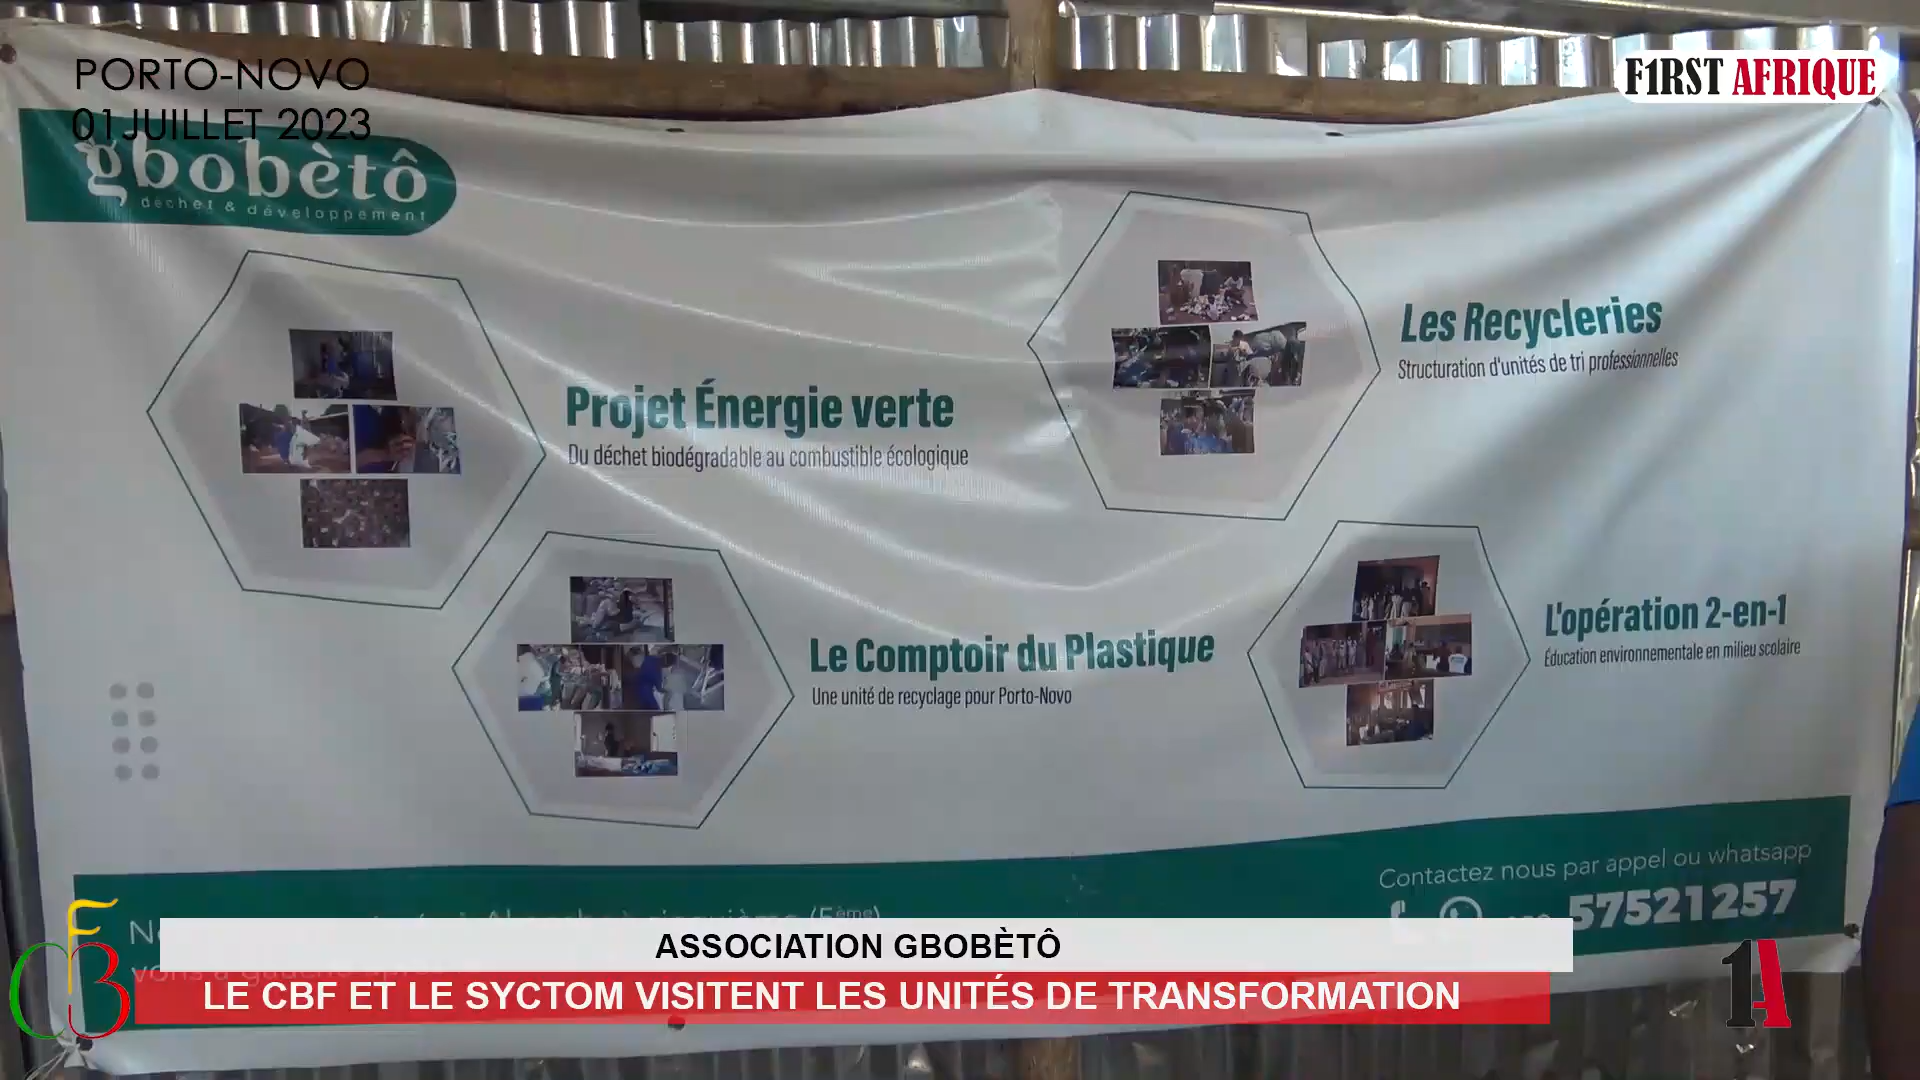 PORTO-NOVO
01 JUILLET 2023
F1RST AFRIQUE
gbobètô
déchet & développement
Les Recycleries
Structuration d'unités de tri professionnelles
Projet Énergie verte
Du déchet biodégradable au combustible écologique
L'opération 2-en-1
Éducation environnementale en milieu scolaire
Le Comptoir du Plastique
Une unité de recyclage pour Porto-Novo
Contactez nous par appel ou whatsapp
57521257
(5ème)
ASSOCIATION GBOBÈTÔ
LE CBF ET LE SYCTOM VISITENT LES UNITÉS DE TRANSFORMATION
CBF
1A